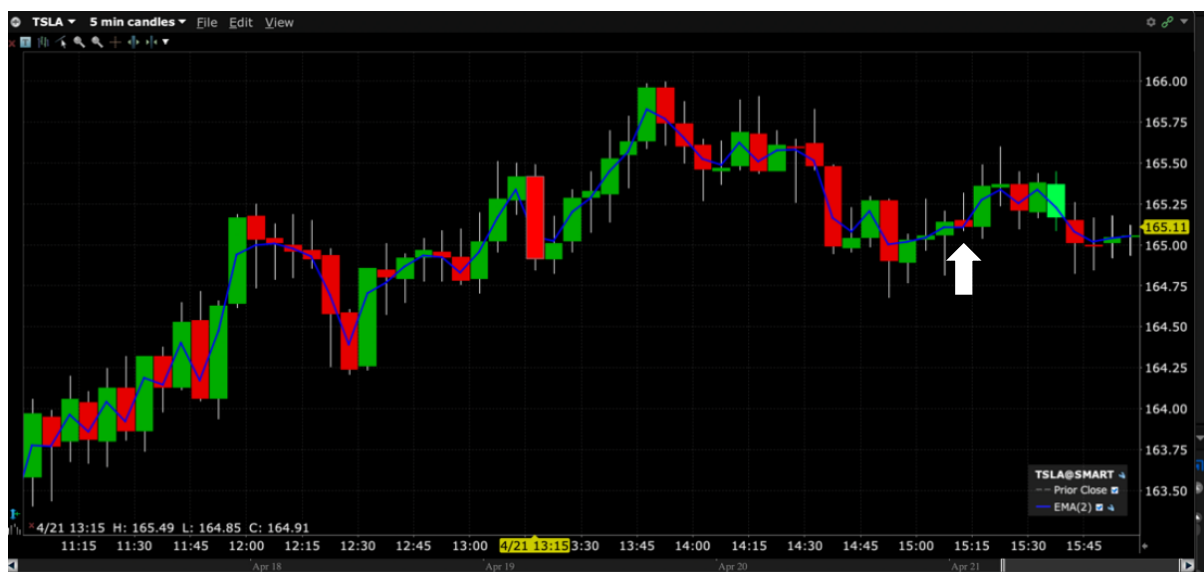 TSLA 5 min candles File Edit View
166.00
165.75
165.50
165.25
165.11
165.00
164.75
164.50
164.25
164.00
163.75
163.50
TSLA@SMART
Prior Close
EMA(2)
4/21 13:15 H: 165.49 L: 164.85 C: 164.91
11:15 11:30 11:45 12:00 12:15 12:30 12:45 13:00 4/21 13:15 3:30 13:45 14:00 14:15 14:30 14:45 15:00 15:15 15:30 15:45
Apr 18 Apr 19 Apr 20 Apr 21